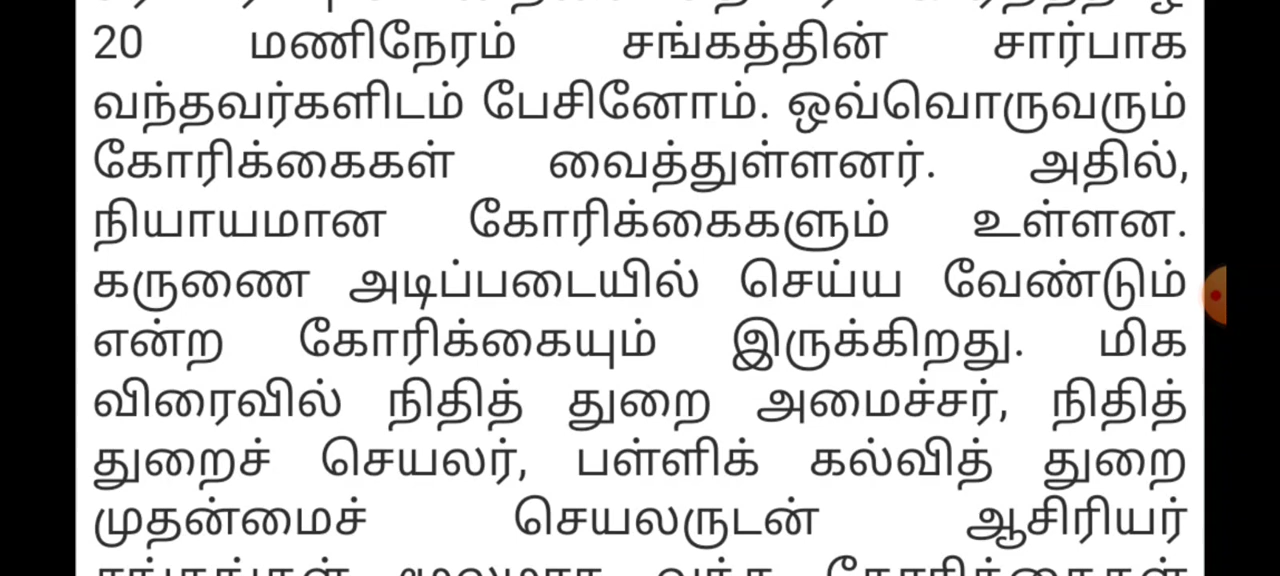 20 மணிநேரம் சங்கத்தின் சார்பாக
வந்தவர்களிடம் பேசினோம். ஒவ்வொருவரும்
கோரிக்கைகள் வைத்துள்ளனர். அதில்,
நியாயமான கோரிக்கைகளும் உள்ளன.
கருணை அடிப்படையில் செய்ய வேண்டும்
என்ற கோரிக்கையும் இருக்கிறது. மிக
விரைவில் நிதித் துறை அமைச்சர், நிதித்
துறைச் செயலர், பள்ளிக் கல்வித் துறை
முதன்மைச் செயலருடன் ஆசிரியர்